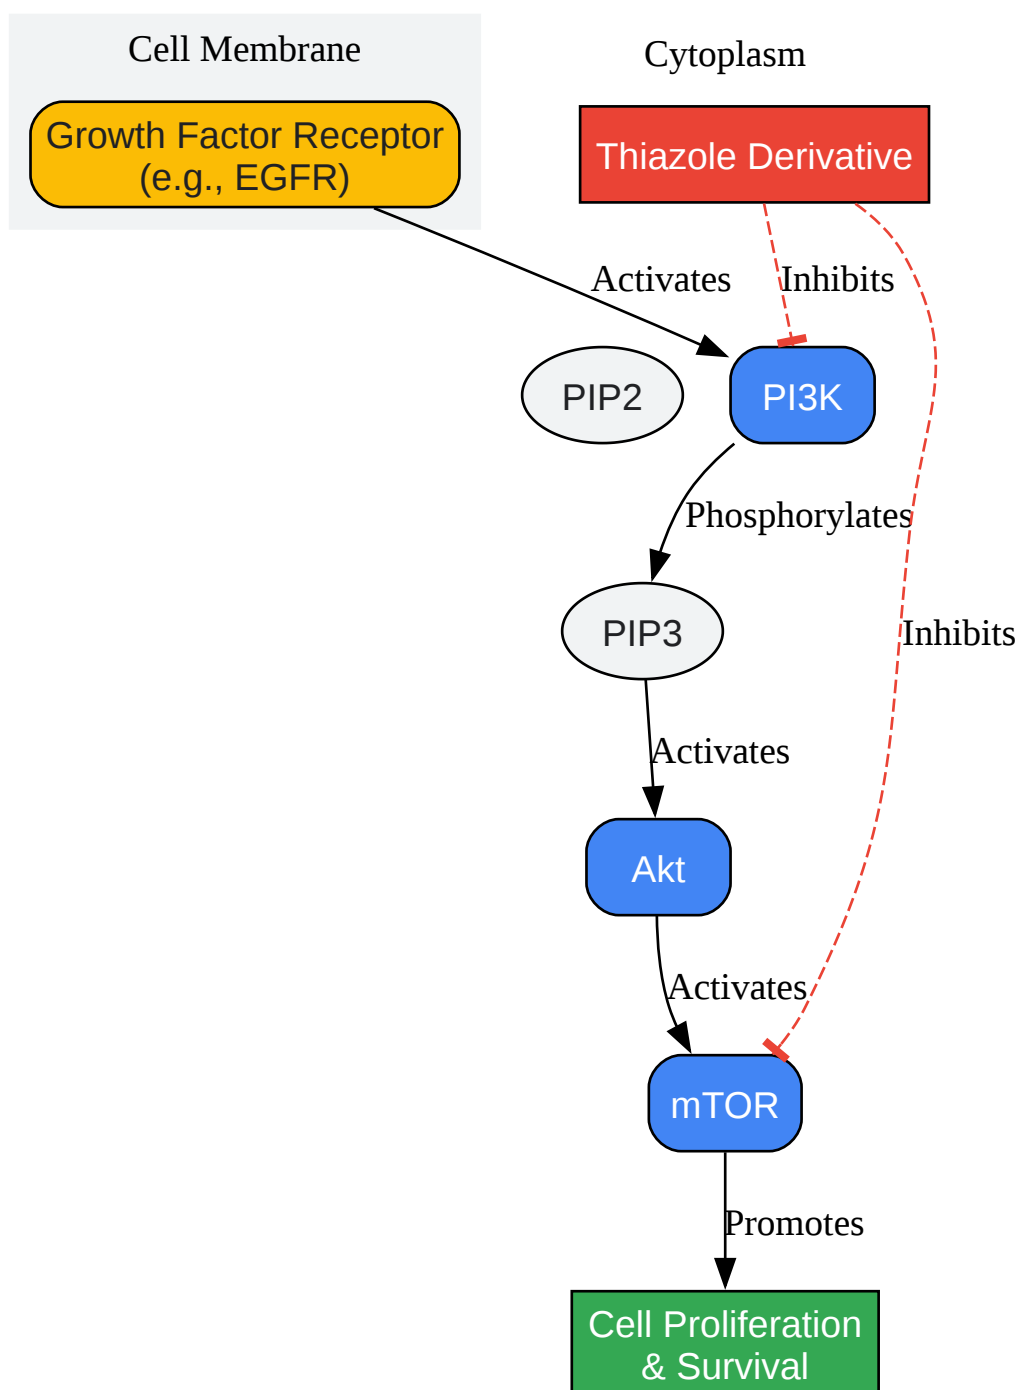 Cell Membrane
Cytoplasm
Growth Factor Receptor
(e.g., EGFR)
Thiazole Derivative
Activates
Inhibits
PIP2
PI3K
Phosphorylates
PIP3
Inhibits
Activates
Akt
Activates
mTOR
Promotes
Cell Proliferation
& Survival